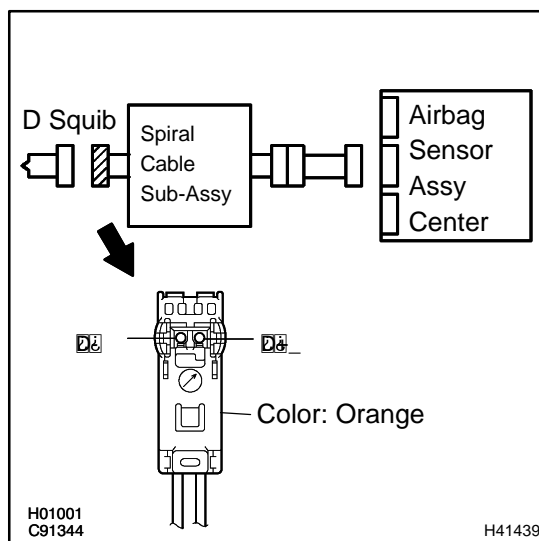 D Squib
Spiral
Cable
Sub-Assy
Airbag
Sensor
Assy
Center
Color: Orange
H01001
C91344
H41439